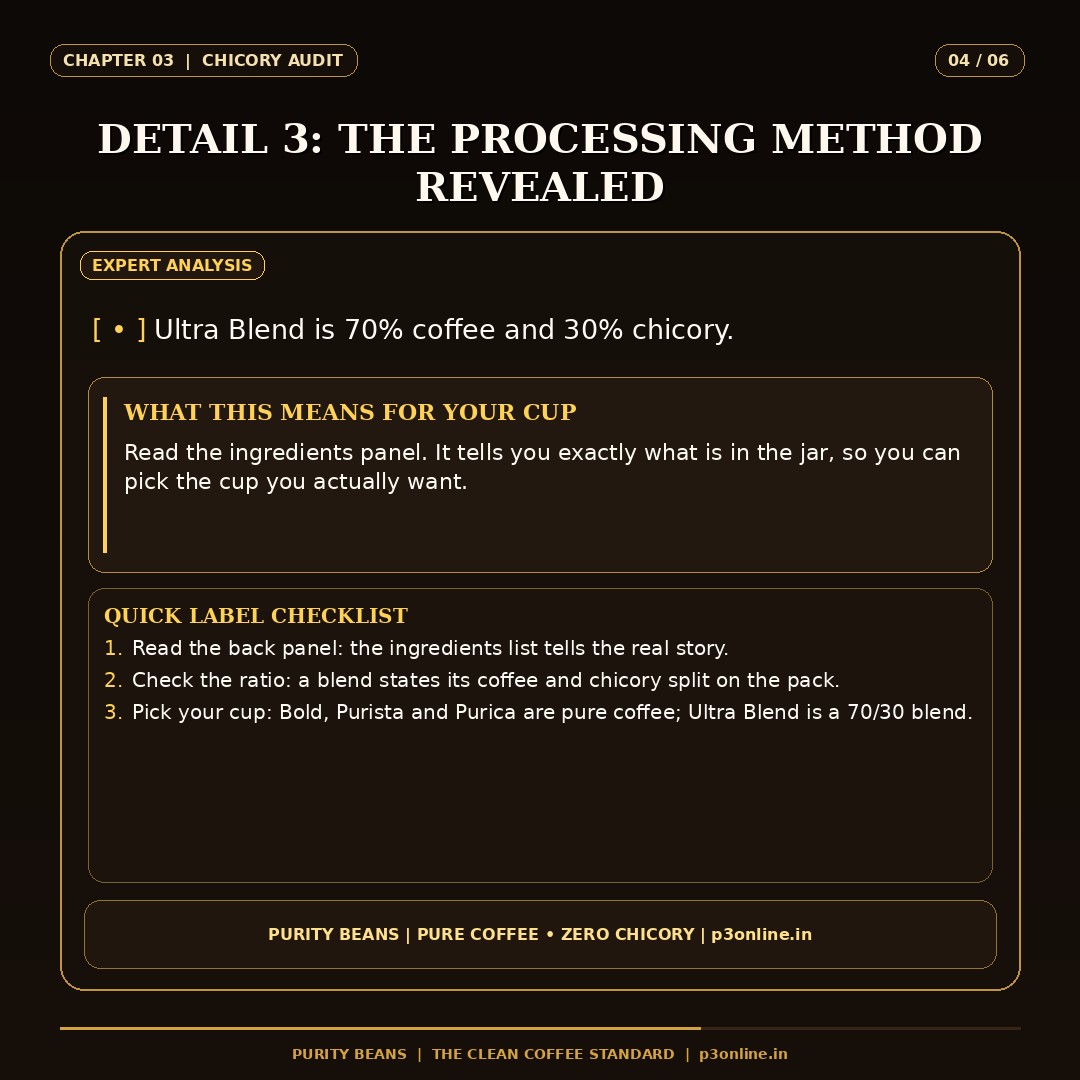 CHAPTER 03 | CHICORY AUDIT
04 / 06
DETAIL 3: THE PROCESSING METHOD
REVEALED
EXPERT ANALYSIS
[ • ] Ultra Blend is 70% coffee and 30% chicory.
WHAT THIS MEANS FOR YOUR CUP
Read the ingredients panel. It tells you exactly what is in the jar, so you can
pick the cup you actually want.
QUICK LABEL CHECKLIST
1. Read the back panel: the ingredients list tells the real story.
2. Check the ratio: a blend states its coffee and chicory split on the pack.
3. Pick your cup: Bold, Purista and Purica are pure coffee; Ultra Blend is a 70/30 blend.
PURITY BEANS | PURE COFFEE • ZERO CHICORY | p3online.in
PURITY BEANS | THE CLEAN COFFEE STANDARD | p3online.in